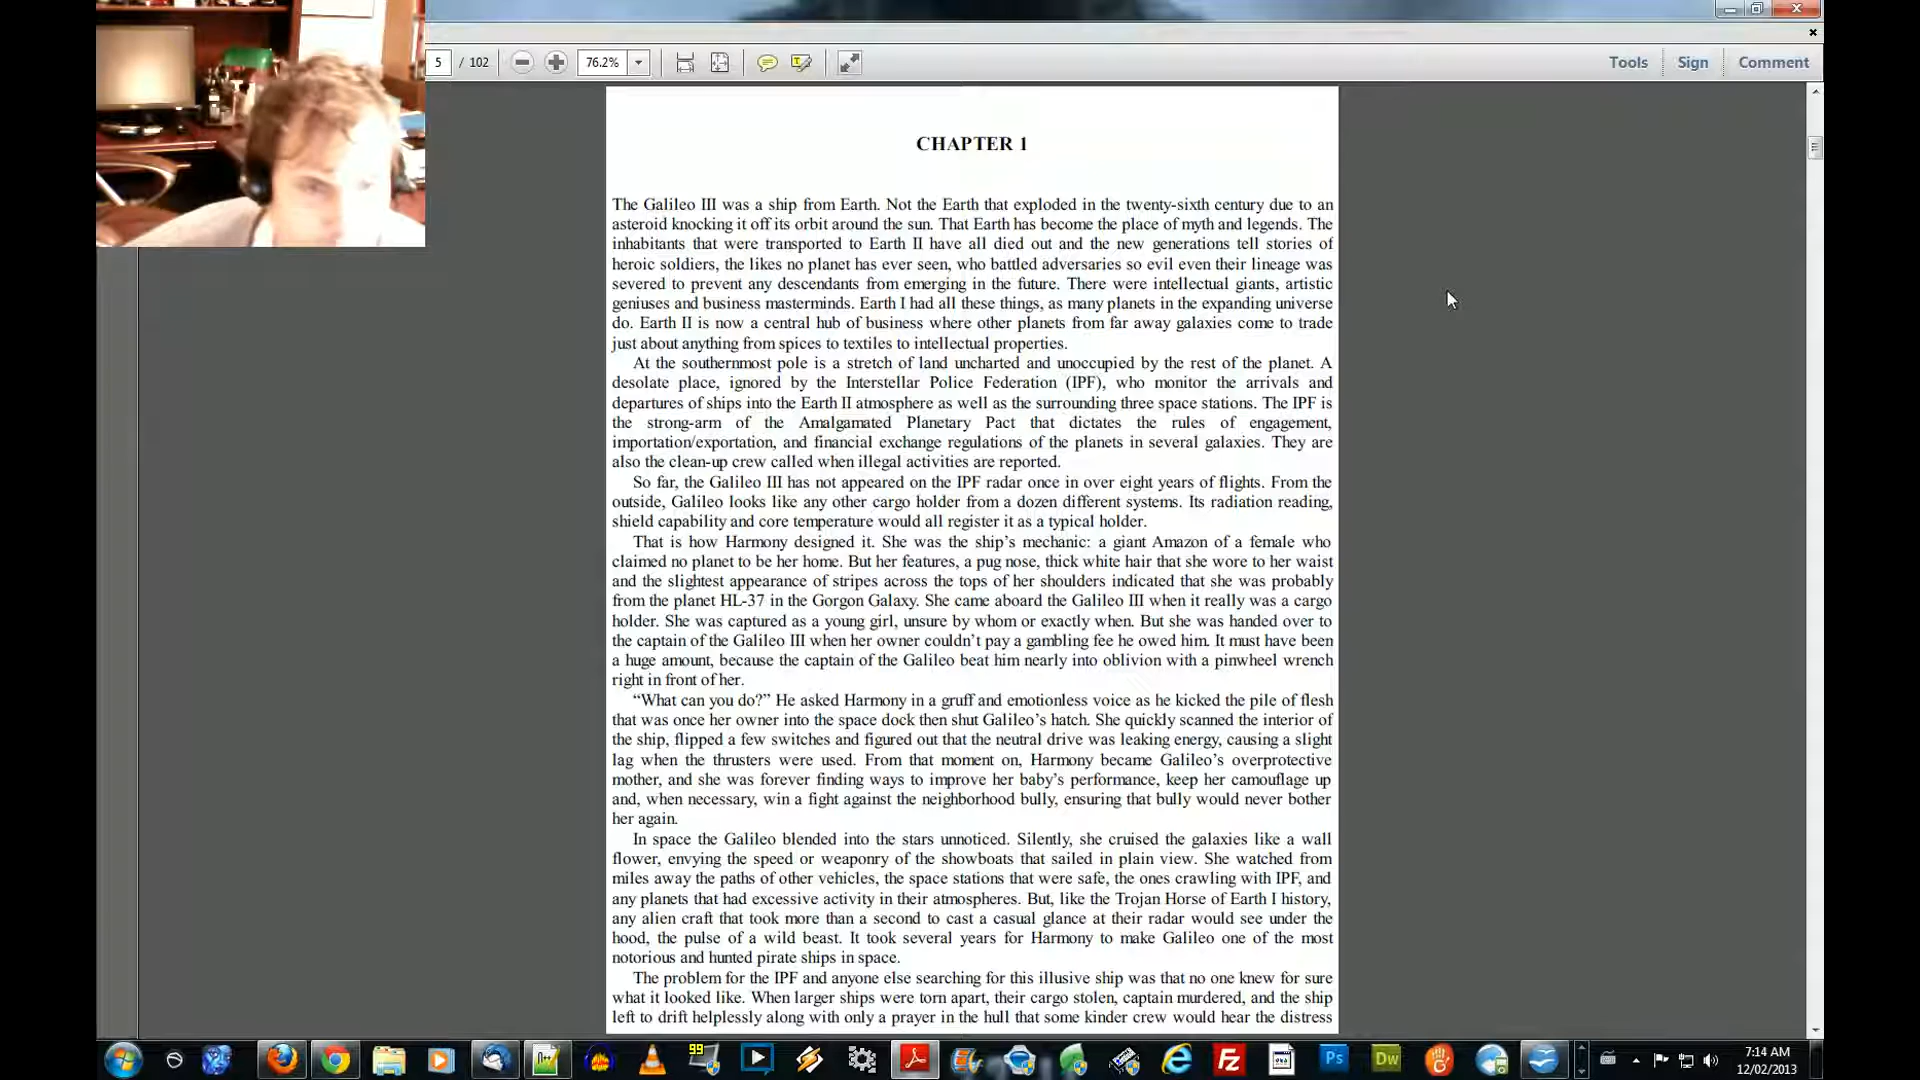 5 / 102 76.2% Tools Sign Comment
CHAPTER 1
The Galileo III was a ship from Earth. Not the Earth that exploded in the twenty-sixth century due to an
asteroid knocking it off its orbit around the sun. That Earth has become the place of myth and legends. The
inhabitants that were transported to Earth II have all died out and the new generations tell stories of
heroic soldiers, the likes no planet has ever seen, who battled adversaries so evil even their lineage was
severed to prevent any descendants from emerging in the future. There were intellectual giants, artistic
geniuses and business masterminds. Earth I had all these things, as many planets in the expanding universe
do. Earth II is now a central hub of business where other planets from far away galaxies come to trade
just about anything from spices to textiles to intellectual properties.
At the southernmost pole is a stretch of land uncharted and unoccupied by the rest of the planet. A
desolate place, ignored by the Interstellar Police Federation (IPF), who monitor the arrivals and
departures of ships into the Earth II atmosphere as well as the surrounding three space stations. The IPF is
the strong-arm of the Amalgamated Planetary Pact that dictates the rules of engagement,
importation/exportation, and financial exchange regulations of the planets in several galaxies. They are
also the clean-up crew called when illegal activities are reported.
So far, the Galileo III has not appeared on the IPF radar once in over eight years of flights. From the
outside, Galileo looks like any other cargo holder from a dozen different systems. Its radiation reading,
shield capability and core temperature would all register it as a typical holder.
That is how Harmony designed it. She was the ship's mechanic: a giant Amazon of a female who
claimed no planet to be her home. But her features, a pug nose, thick white hair that she wore to her waist
and the slightest appearance of stripes across the tops of her shoulders indicated that she was probably
from the planet HL-37 in the Gorgon Galaxy. She came aboard the Galileo III when it really was a cargo
holder. She was captured as a young girl, unsure by whom or exactly when. But she was handed over to
the captain of the Galileo III when her owner couldn't pay a gambling fee he owed him. It must have been
a huge amount, because the captain of the Galileo beat him nearly into oblivion with a pinwheel wrench
right in front of her.
“What can you do?” He asked Harmony in a gruff and emotionless voice as he kicked the pile of flesh
that was once her owner into the space dock then shut Galileo's hatch. She quickly scanned the interior of
the ship, flipped a few switches and figured out that the neutral drive was leaking energy, causing a slight
lag when the thrusters were used. From that moment on, Harmony became Galileo's overprotective
mother, and she was forever finding ways to improve her baby's performance, keep her camouflage up
and, when necessary, win a fight against the neighborhood bully, ensuring that bully would never bother
her again.
In space the Galileo blended into the stars unnoticed. Silently, she cruised the galaxies like a wall
flower, envying the speed or weaponry of the showboats that sailed in plain view. She watched from
miles away the paths of other vehicles, the space stations that were safe, the ones crawling with IPF, and
any planets that had excessive activity in their atmospheres. But, like the Trojan Horse of Earth I history,
any alien craft that took more than a second to cast a casual glance at their radar would see under the
hood, the pulse of a wild beast. It took several years for Harmony to make Galileo one of the most
notorious and hunted pirate ships in space.
The problem for the IPF and anyone else searching for this illusive ship was that no one knew for sure
what it looked like. When larger ships were torn apart, their cargo stolen, captain murdered, and the ship
left to drift helplessly along with only a prayer in the hull that some kinder crew would hear the distress
99 Ps Dw 7:14 AM
12/02/2013